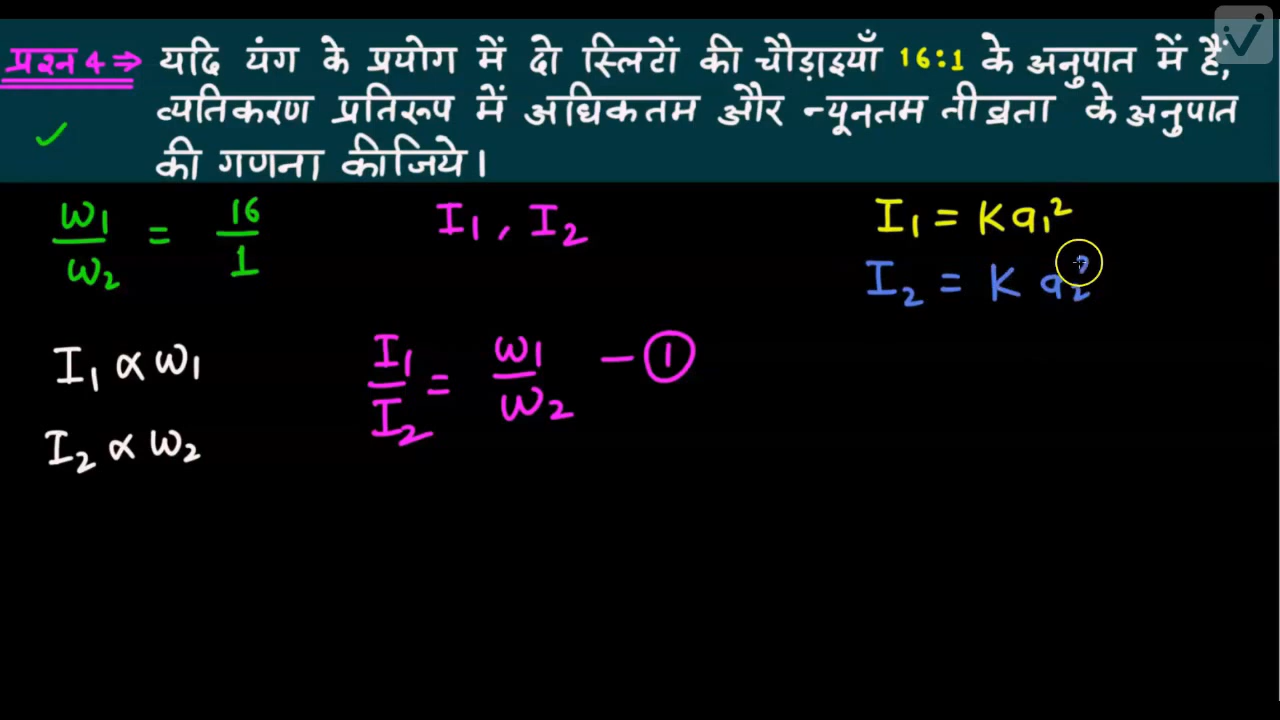 प्रश्न 4 ⇒ यदि यंग के प्रयोग में दो स्लिटों की चौड़ाइयाँ 16:1 के अनुपात में हैं,
व्यतिकरण प्रतिरूप में अधिकतम और न्यूनतम तीव्रता के अनुपात
की गणना कीजिये।
w₁/w₂ = 16/1
I₁, I₂
I₁ = Ka₁²
I₂ = K a₂²
I₁ ∝ w₁
I₁/I₂ = w₁/w₂ – ①
I₂ ∝ w₂